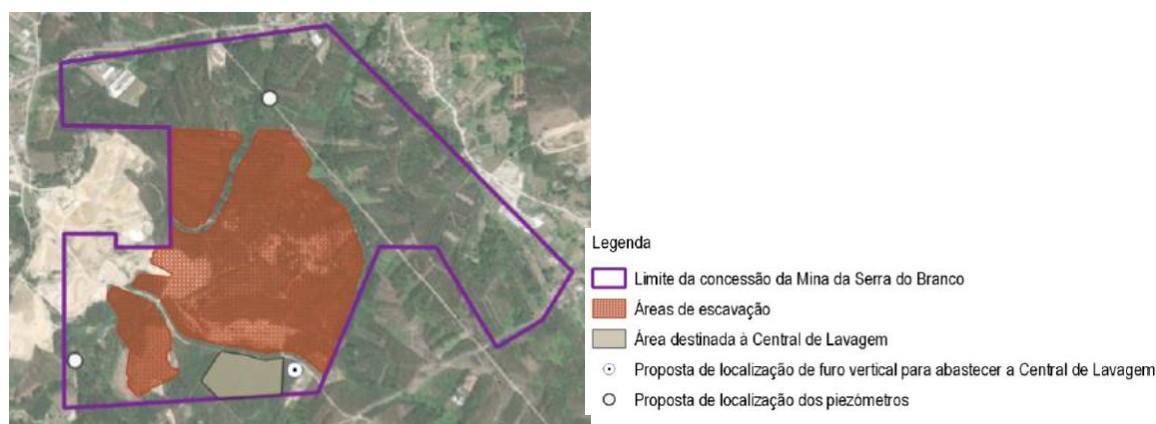 Legenda
Limite da concessão da Mina da Serra do Branco
Áreas de escavação
Área destinada à Central de Lavagem
Proposta de localização de furo vertical para abastecer a Central de Lavagem
Proposta de localização dos piezómetros